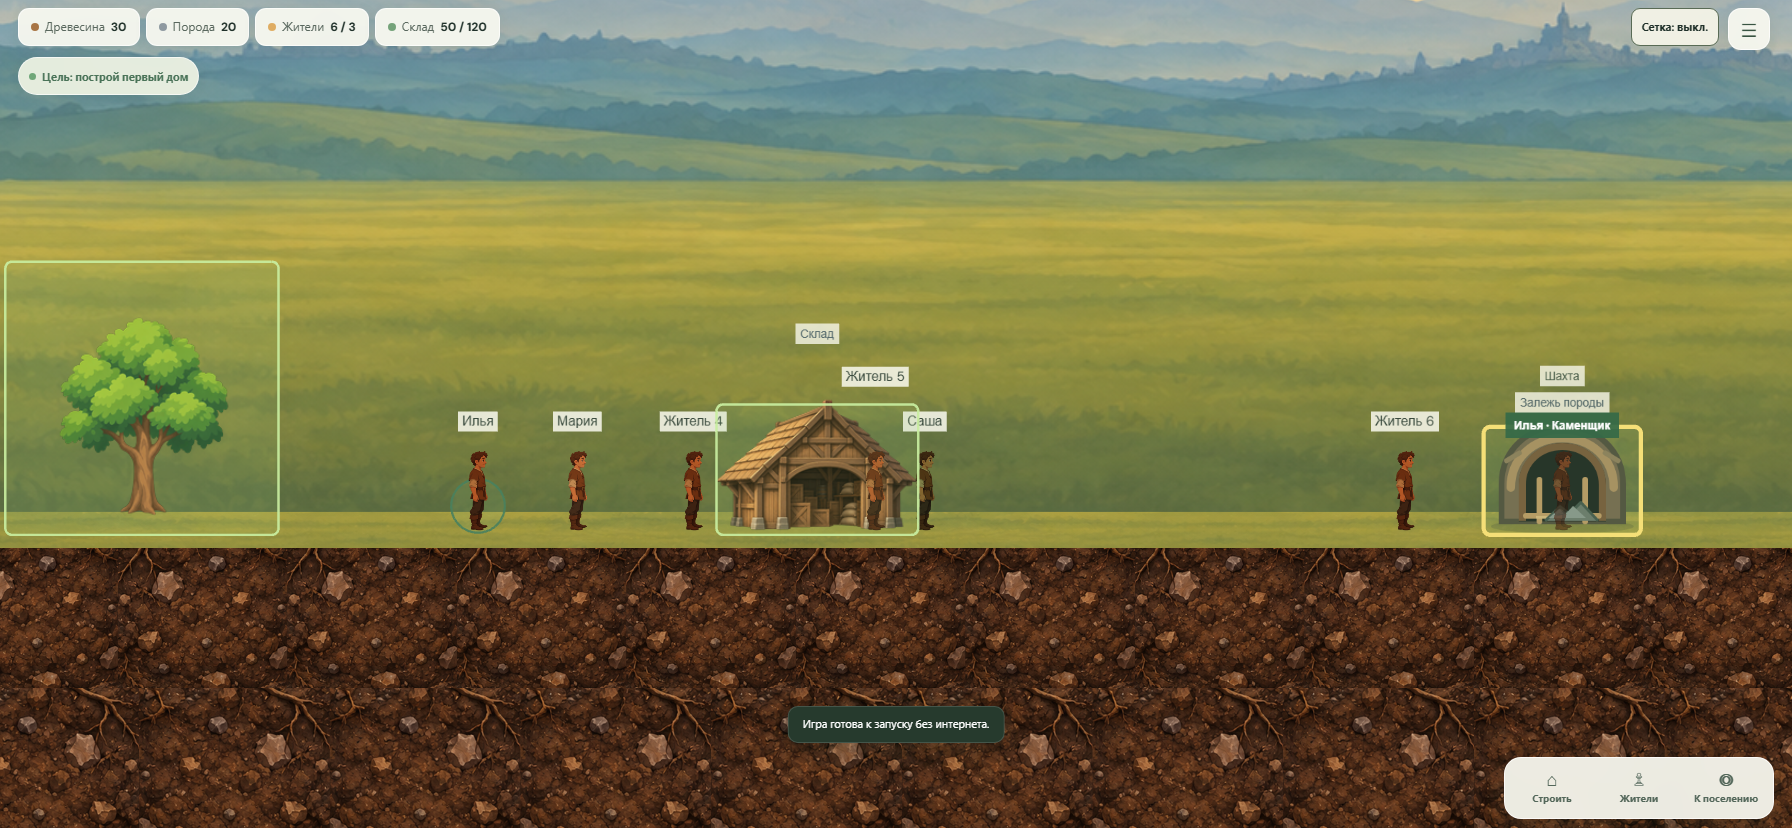 Древесина 30
Порода 20
Жители 6 / 3
Склад 50 / 120
Сетка: выкл.
Цель: построй первый дом
Склад
Житель 5
Шахта
Залежь породы
Илья
Мария
Житель 4
Саша
Житель 6
Илья · Каменщик
Игра готова к запуску без интернета.
Строить
Жители
К поселению